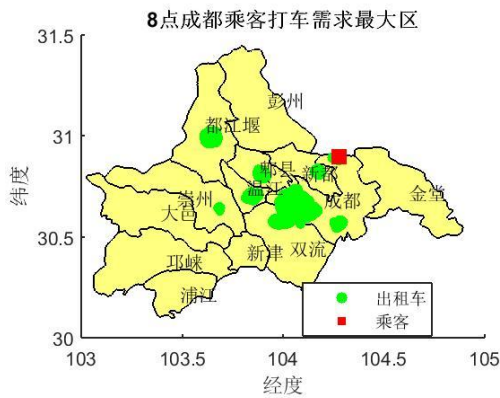 8点成都乘客打车需求最大区
31.5
31
30.5
30
纬度
彭州
都江堰
郫县
新都
温江
崇州
大邑
成都
金堂
双流
新津
邛崃
浦江
出租车
乘客
103
103.5
104
104.5
105
经度